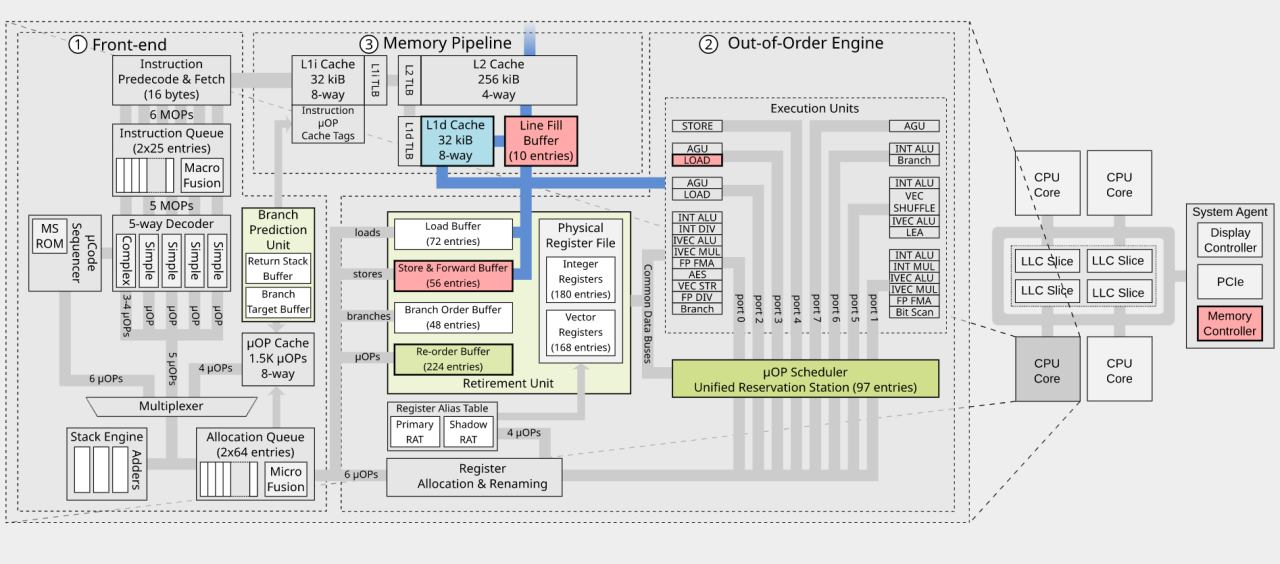 ① Front-end
Instruction
Predecode & Fetch
(16 bytes)
6 MOPs
Instruction Queue
(2x25 entries)
Macro
Fusion
5 MOPs
MS
ROM
µCode
Sequencer
5-way Decoder
Complex
Simple
Simple
Simple
Simple
3-4 µOPs
µOP
µOP
µOP
µOP
Branch
Prediction
Unit
Return Stack
Buffer
Branch
Target Buffer
µOP Cache
1.5K µOPs
8-way
6 µOPs
5 µOPs
4 µOPs
Multiplexer
Stack Engine
Adders
Allocation Queue
(2x64 entries)
Micro
Fusion
6 µOPs
③ Memory Pipeline
L1i Cache
32 kiB
8-way
L1i TLB
Instruction
µOP
Cache Tags
L2 TLB
L2 Cache
256 kiB
4-way
L1d TLB
L1d Cache
32 kiB
8-way
Line Fill
Buffer
(10 entries)
loads
stores
branches
µOPs
Load Buffer
(72 entries)
Store & Forward Buffer
(56 entries)
Branch Order Buffer
(48 entries)
Re-order Buffer
(224 entries)
Physical
Register File
Integer
Registers
(180 entries)
Vector
Registers
(168 entries)
Retirement Unit
Register Alias Table
Primary
RAT
Shadow
RAT
4 µOPs
Register
Allocation & Renaming
② Out-of-Order Engine
Execution Units
STORE
AGU
LOAD
AGU
LOAD
INT ALU
INT DIV
IVEC ALU
IVEC MUL
FP FMA
AES
VEC STR
FP DIV
Branch
Common Data Buses
port 0
port 2
port 3
port 4
port 7
port 6
port 5
port 1
AGU
INT ALU
Branch
INT ALU
VEC
SHUFFLE
IVEC ALU
LEA
INT ALU
INT MUL
IVEC ALU
IVEC MUL
FP FMA
Bit Scan
µOP Scheduler
Unified Reservation Station (97 entries)
CPU
Core
CPU
Core
LLC Slice
LLC Slice
LLC Slice
LLC Slice
CPU
Core
CPU
Core
System Agent
Display
Controller
PCIe
Memory
Controller